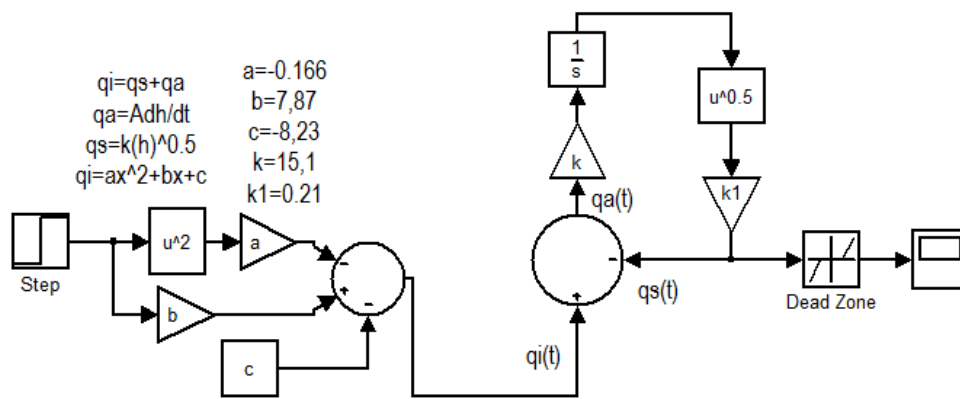 qi=qs+qa
qa=Adh/dt
qs=k(h)^0.5
qi=ax^2+bx+c
a=-0.166
b=7,87
c=-8,23
k=15,1
k1=0.21
1
s
u^0.5
k
k1
qa(t)
Step
u^2
a
b
c
-
+
-
-
+
qs(t)
qi(t)
Dead Zone